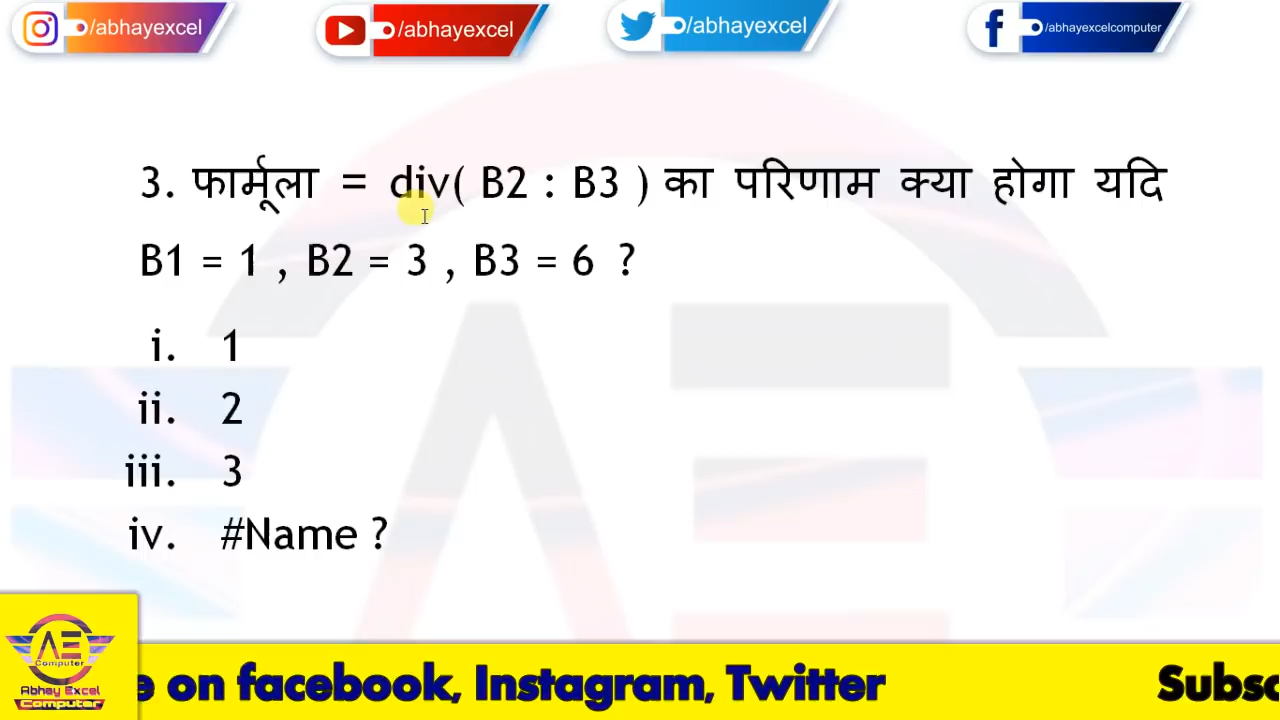 /abhayexcel /abhayexcel /abhayexcel /abhayexcelcomputer
3. फार्मूला = div( B2 : B3 ) का परिणाम क्या होगा यदि
B1 = 1 , B2 = 3 , B3 = 6 ?
i. 1
ii. 2
iii. 3
iv. #Name ?
AE
Computer
Abhay Excel
Computer
e on facebook, Instagram, Twitter Subsc